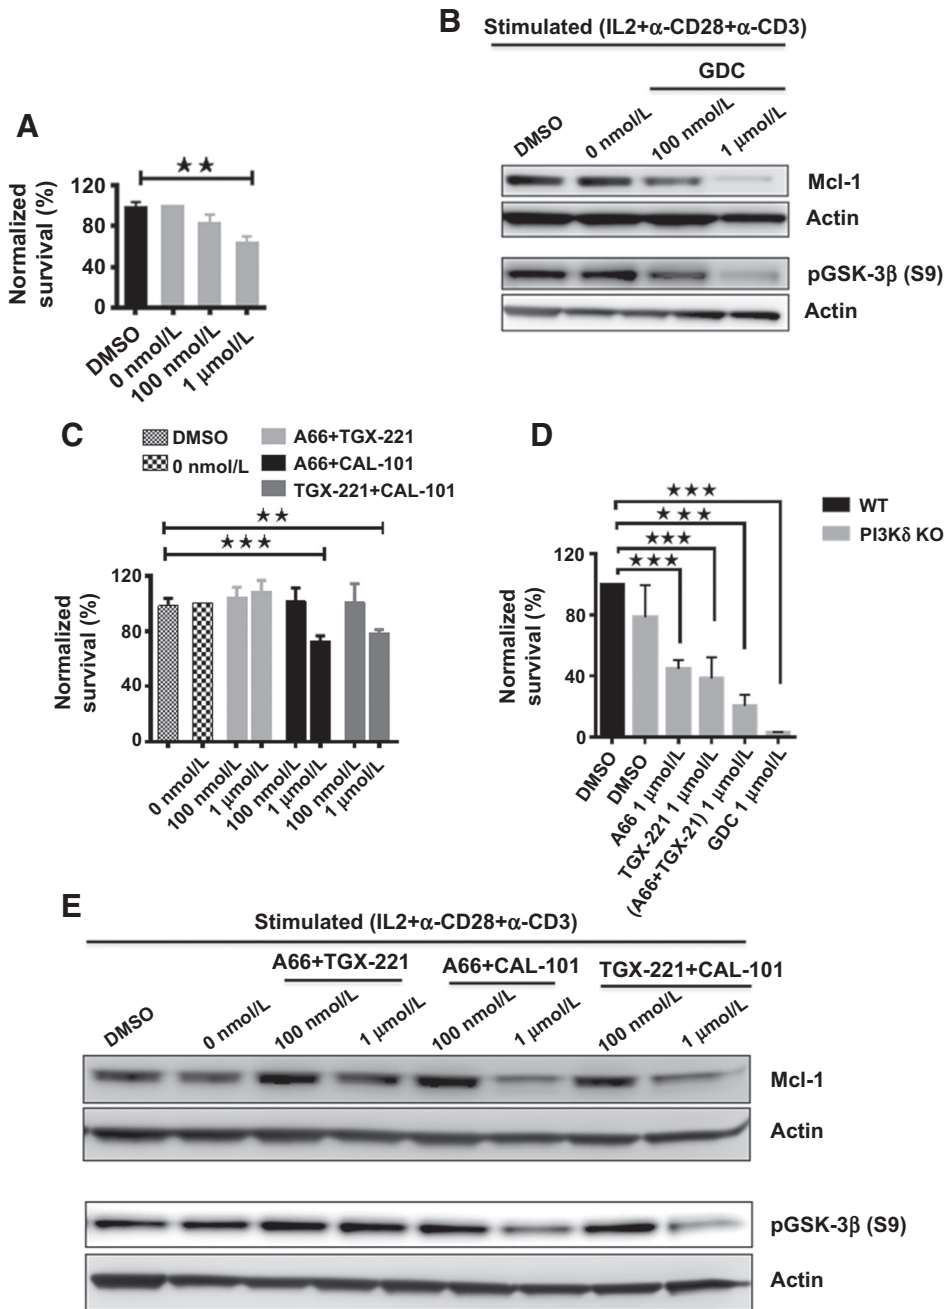 A
Normalized survival (%)
120
80
40
0
★★
DMSO
0 nmol/L
100 nmol/L
1 μmol/L
B
Stimulated (IL2+α-CD28+α-CD3)
GDC
DMSO
0 nmol/L
100 nmol/L
1 μmol/L
Mcl-1
Actin
pGSK-3β (S9)
Actin
C
DMSO
0 nmol/L
A66+TGX-221
A66+CAL-101
TGX-221+CAL-101
★★
★★★
Normalized survival (%)
120
80
40
0
0 nmol/L
100 nmol/L
1 μmol/L
100 nmol/L
1 μmol/L
100 nmol/L
1 μmol/L
D
WT
PI3Kδ KO
★★★
★★★
★★★
★★★
Normalized survival (%)
120
80
40
0
DMSO
DMSO
A66 1 μmol/L
TGX-221 1 μmol/L
(A66+TGX-21) 1 μmol/L
GDC 1 μmol/L
E
Stimulated (IL2+α-CD28+α-CD3)
A66+TGX-221
A66+CAL-101
TGX-221+CAL-101
DMSO
0 nmol/L
100 nmol/L
1 μmol/L
100 nmol/L
1 μmol/L
100 nmol/L
1 μmol/L
Mcl-1
Actin
pGSK-3β (S9)
Actin